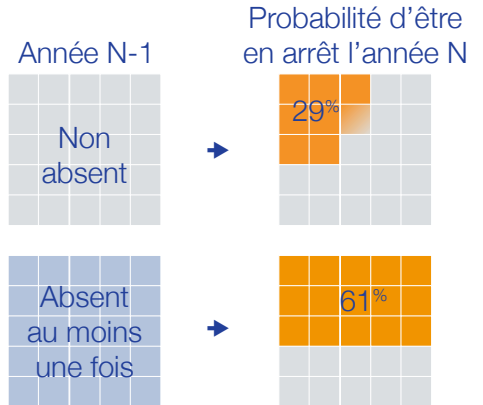 Année N-1
Probabilité d’être
en arrêt l’année N
Non
absent
29%
Absent
au moins
une fois
61%